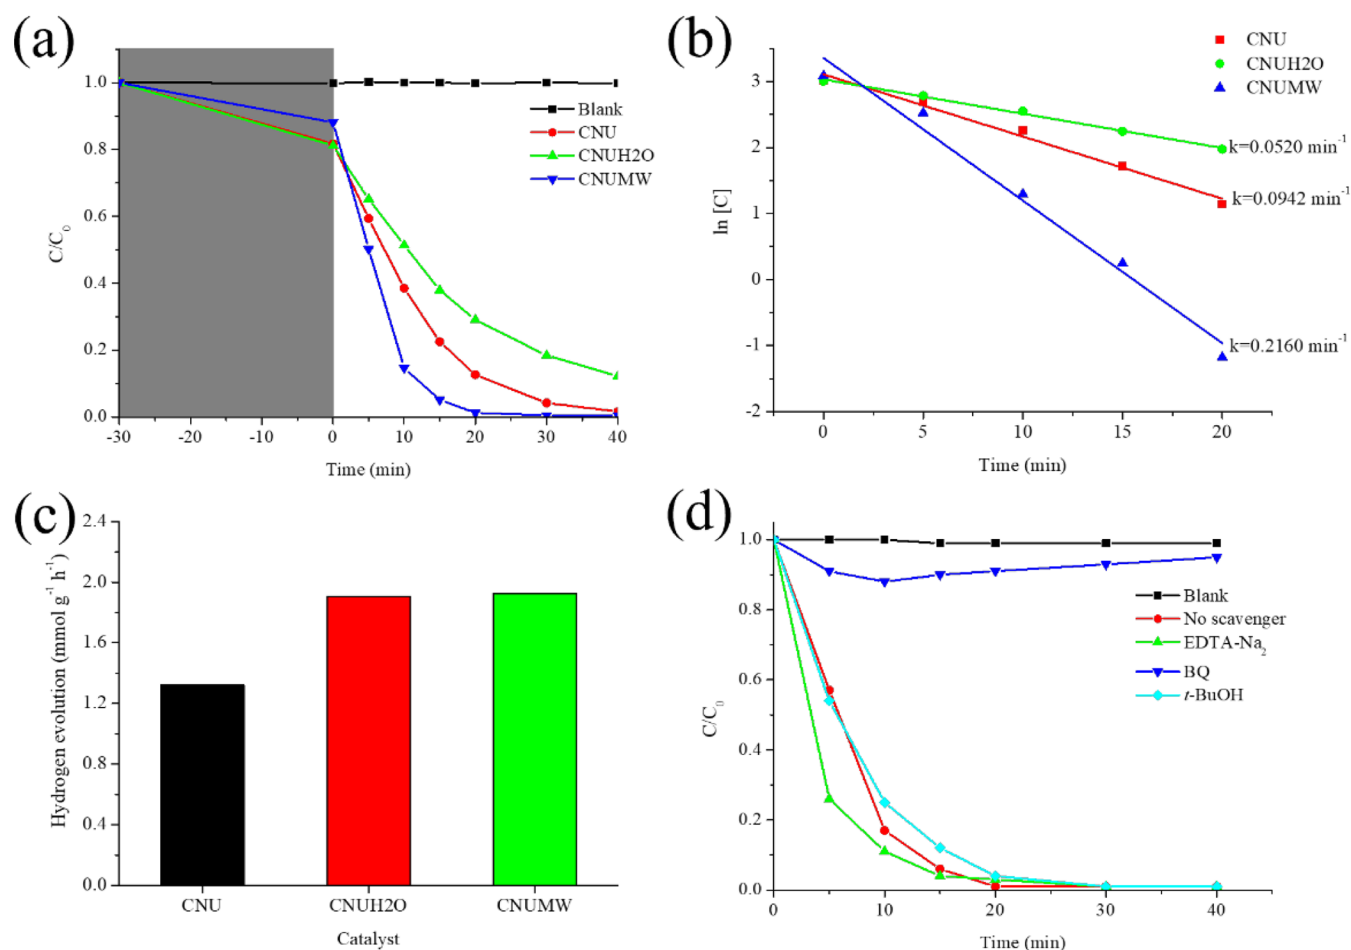 (a)
1.0
0.8
0.6
0.4
0.2
0.0
C/C₀
-30
-20
-10
0
10
20
30
40
Time (min)
Blank
CNU
CNUH2O
CNUMW
(b)
3
2
1
0
-1
-2
ln [C]
0
5
10
15
20
Time (min)
CNU
CNUH2O
CNUMW
k=0.0520 min⁻¹
k=0.0942 min⁻¹
k=0.2160 min⁻¹
(c)
2.4
2.0
1.6
1.2
0.8
0.4
0.0
Hydrogen evolution (mmol g⁻¹ h⁻¹)
CNU
CNUH2O
CNUMW
Catalyst
(d)
1.0
0.8
0.6
0.4
0.2
0.0
C/C₀
0
10
20
30
40
Time (min)
Blank
No scavenger
EDTA-Na₂
BQ
t-BuOH